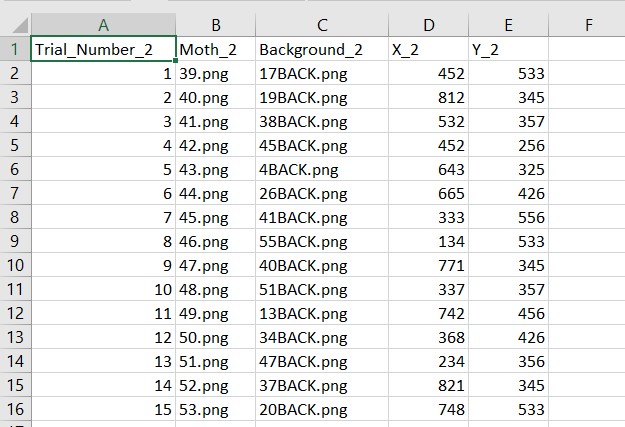 A B C D E F
1 Trial_Number_2 Moth_2 Background_2 X_2 Y_2
2 1 39.png 17BACK.png 452 533
3 2 40.png 19BACK.png 812 345
4 3 41.png 38BACK.png 532 357
5 4 42.png 45BACK.png 452 256
6 5 43.png 4BACK.png 643 325
7 6 44.png 26BACK.png 665 426
8 7 45.png 41BACK.png 333 556
9 8 46.png 55BACK.png 134 533
10 9 47.png 40BACK.png 771 345
11 10 48.png 51BACK.png 337 357
12 11 49.png 13BACK.png 742 456
13 12 50.png 34BACK.png 368 426
14 13 51.png 47BACK.png 234 356
15 14 52.png 37BACK.png 821 345
16 15 53.png 20BACK.png 748 533